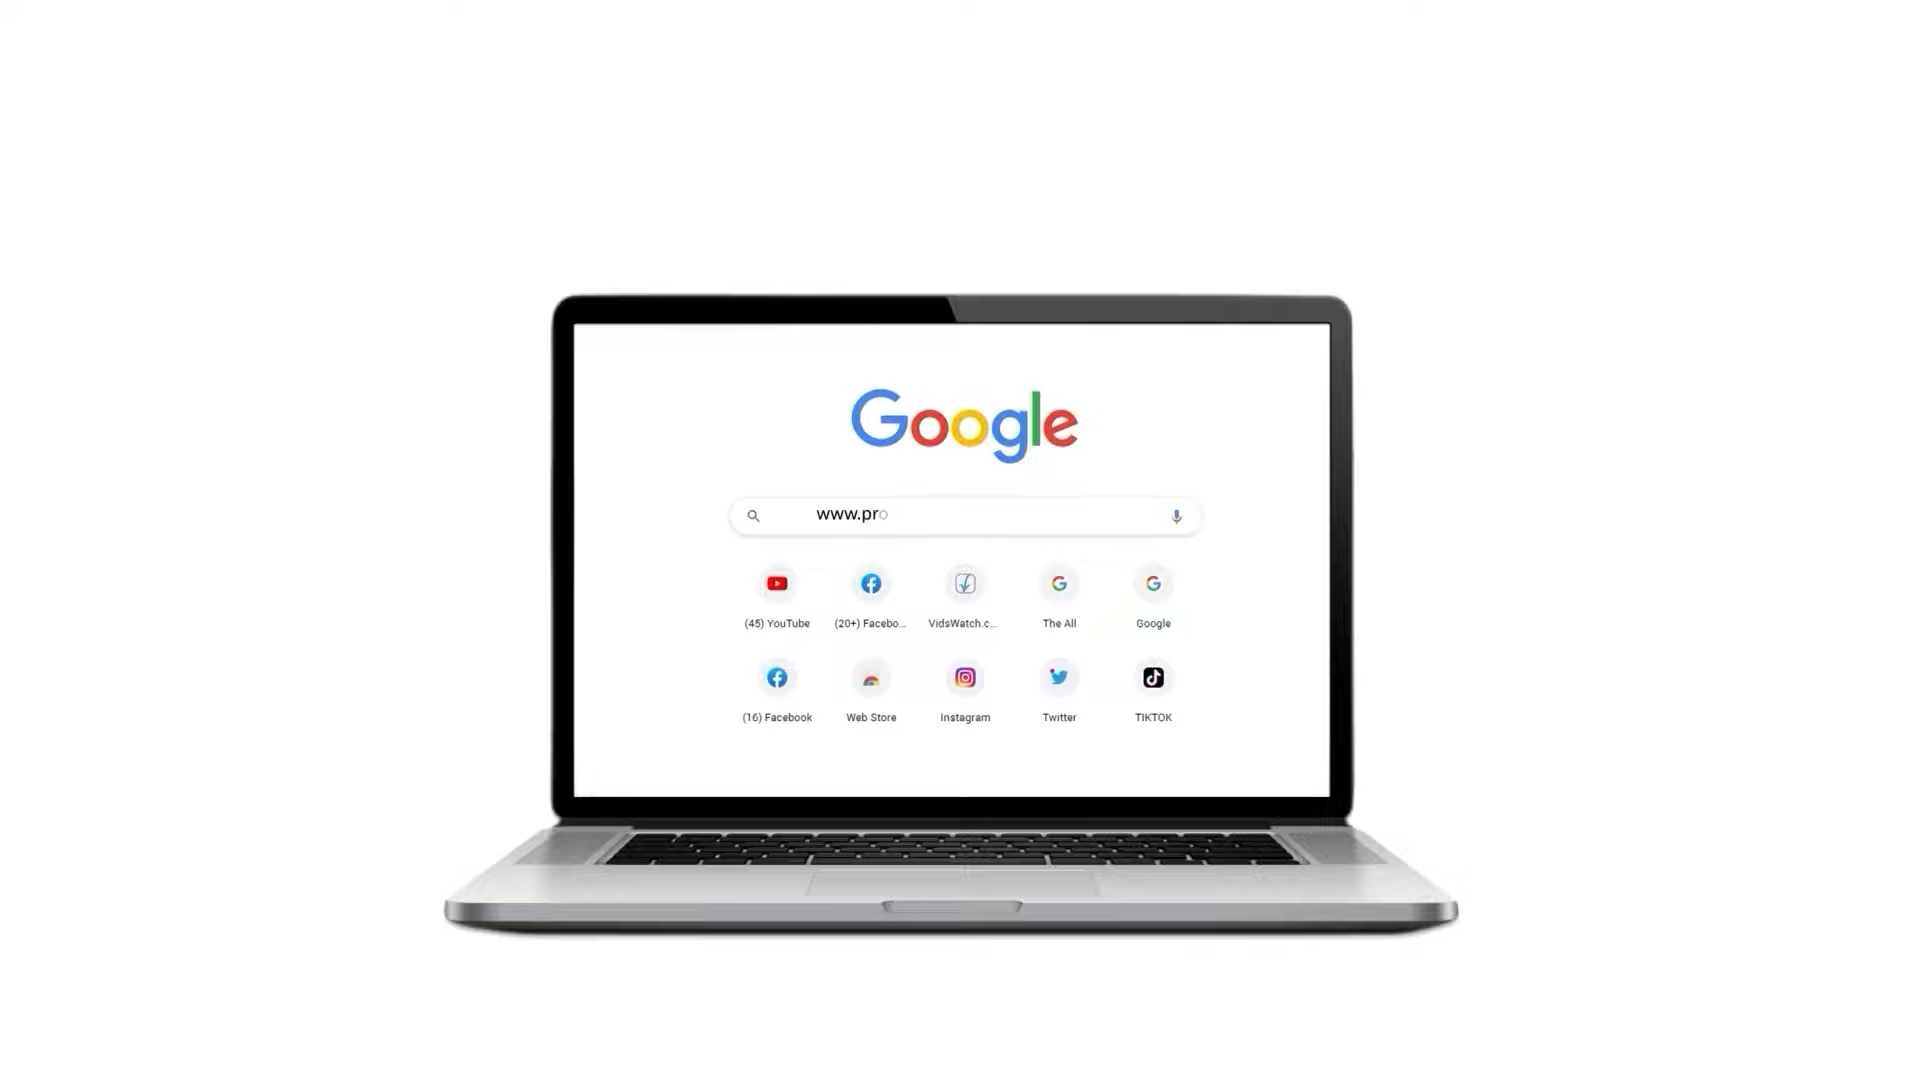 Google
www.pro
(45) YouTube
(20+) Facebo...
VidsWatch.c...
The All
Google
(16) Facebook
Web Store
Instagram
Twitter
TIKTOK